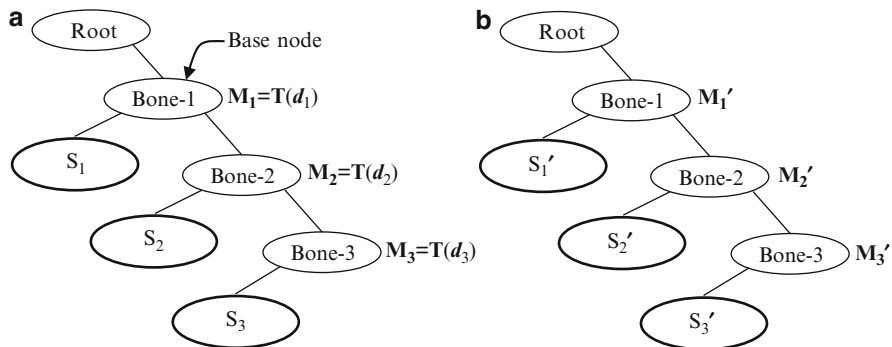 a
Root
Base node
Bone-1
M₁=T(d₁)
S₁
Bone-2
M₂=T(d₂)
S₂
Bone-3
M₃=T(d₃)
S₃
b
Root
Bone-1
M₁′
S₁′
Bone-2
M₂′
S₂′
Bone-3
M₃′
S₃′